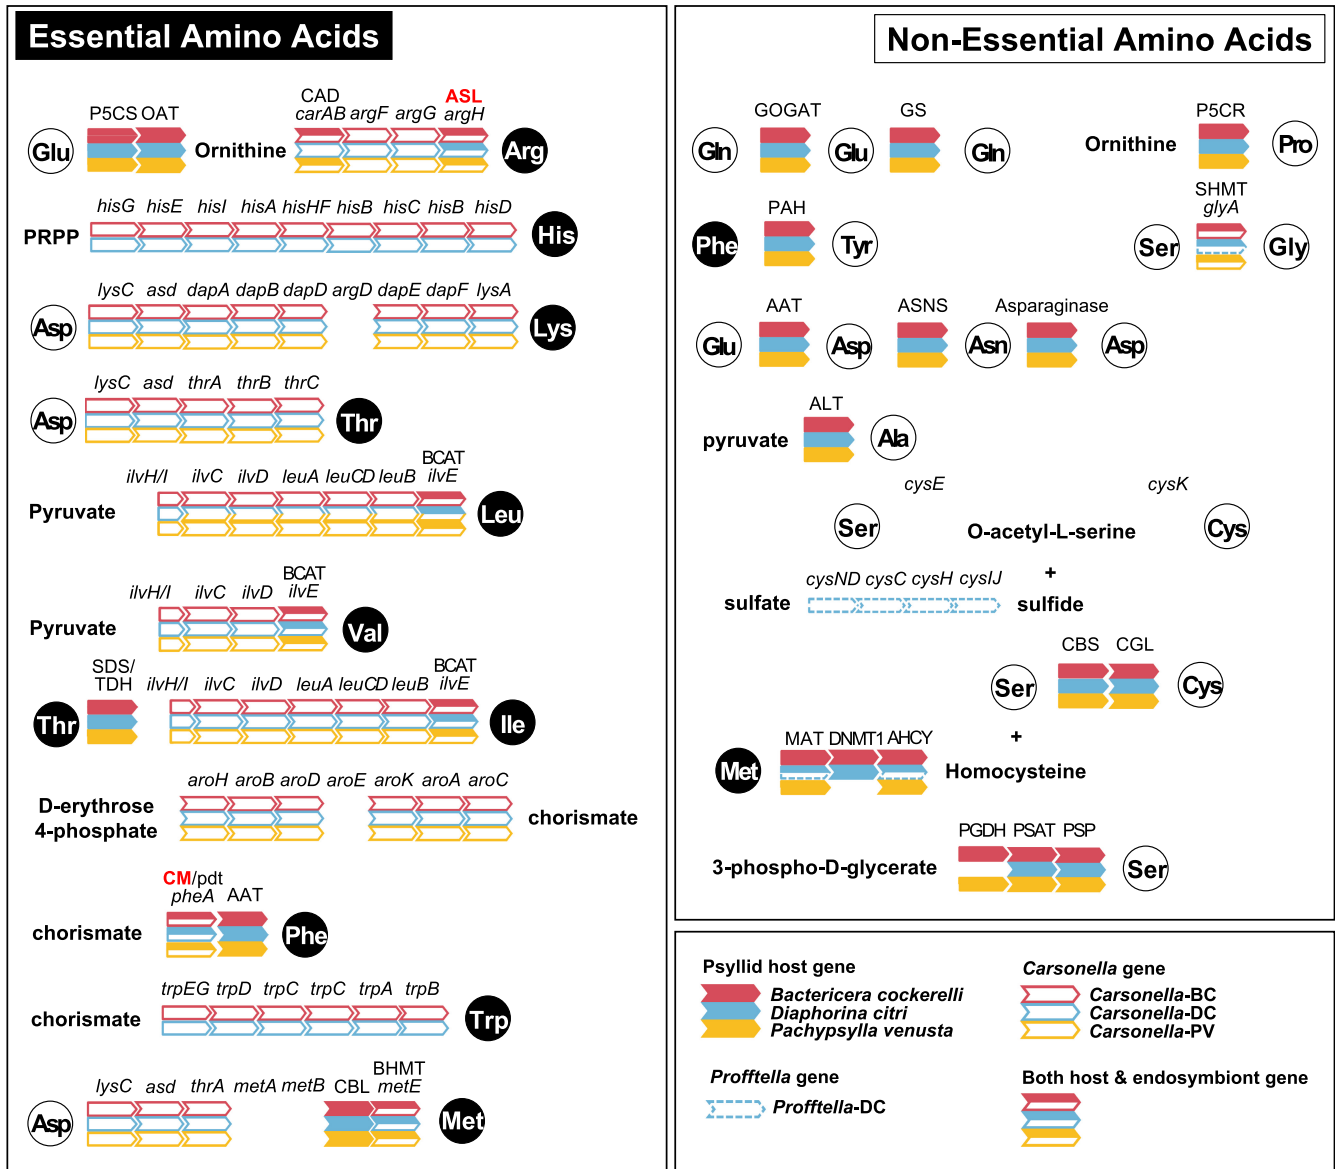 Essential Amino Acids
P5CS OAT
CAD
carAB argF argG
ASL
argH
Glu
Ornithine
Arg
hisG hisE hisI hisA hisHF hisB hisC hisB hisD
PRPP
His
lysC asd dapA dapB dapD argD dapE dapF lysA
Asp
Lys
lysC asd thrA thrB thrC
Asp
Thr
BCAT
ilvH/I ilvC ilvD leuA leuCD leuB ilvE
Pyruvate
Leu
BCAT
ilvH/I ilvC ilvD ilvE
Pyruvate
Val
SDS/
TDH
BCAT
ilvH/I ilvC ilvD leuA leuCD leuB ilvE
Thr
Ile
aroH aroB aroD aroE aroK aroA aroC
D-erythrose
4-phosphate
chorismate
CM/pdt
pheA AAT
chorismate
Phe
trpEG trpD trpC trpC trpA trpB
chorismate
Trp
BHMT
lysC asd thrA metA metB CBL metE
Asp
Met
Non-Essential Amino Acids
GOGAT GS
Gln
Glu
Gln
P5CR
Ornithine
Pro
PAH
Phe
Tyr
SHMT
glyA
Ser
Gly
AAT ASNS Asparaginase
Glu
Asp
Asn
Asp
ALT
pyruvate
Ala
cysE cysK
Ser
O-acetyl-L-serine
Cys
+
cysND cysC cysH cysIJ
sulfate
sulfide
CBS CGL
Ser
Cys
+
MAT DNMT1 AHCY
Met
Homocysteine
PGDH PSAT PSP
3-phospho-D-glycerate
Ser
Psyllid host gene
Bactericera cockerelli
Diaphorina citri
Pachypsylla venusta
Carsonella gene
Carsonella-BC
Carsonella-DC
Carsonella-PV
Profftella gene
Profftella-DC
Both host & endosymbiont gene